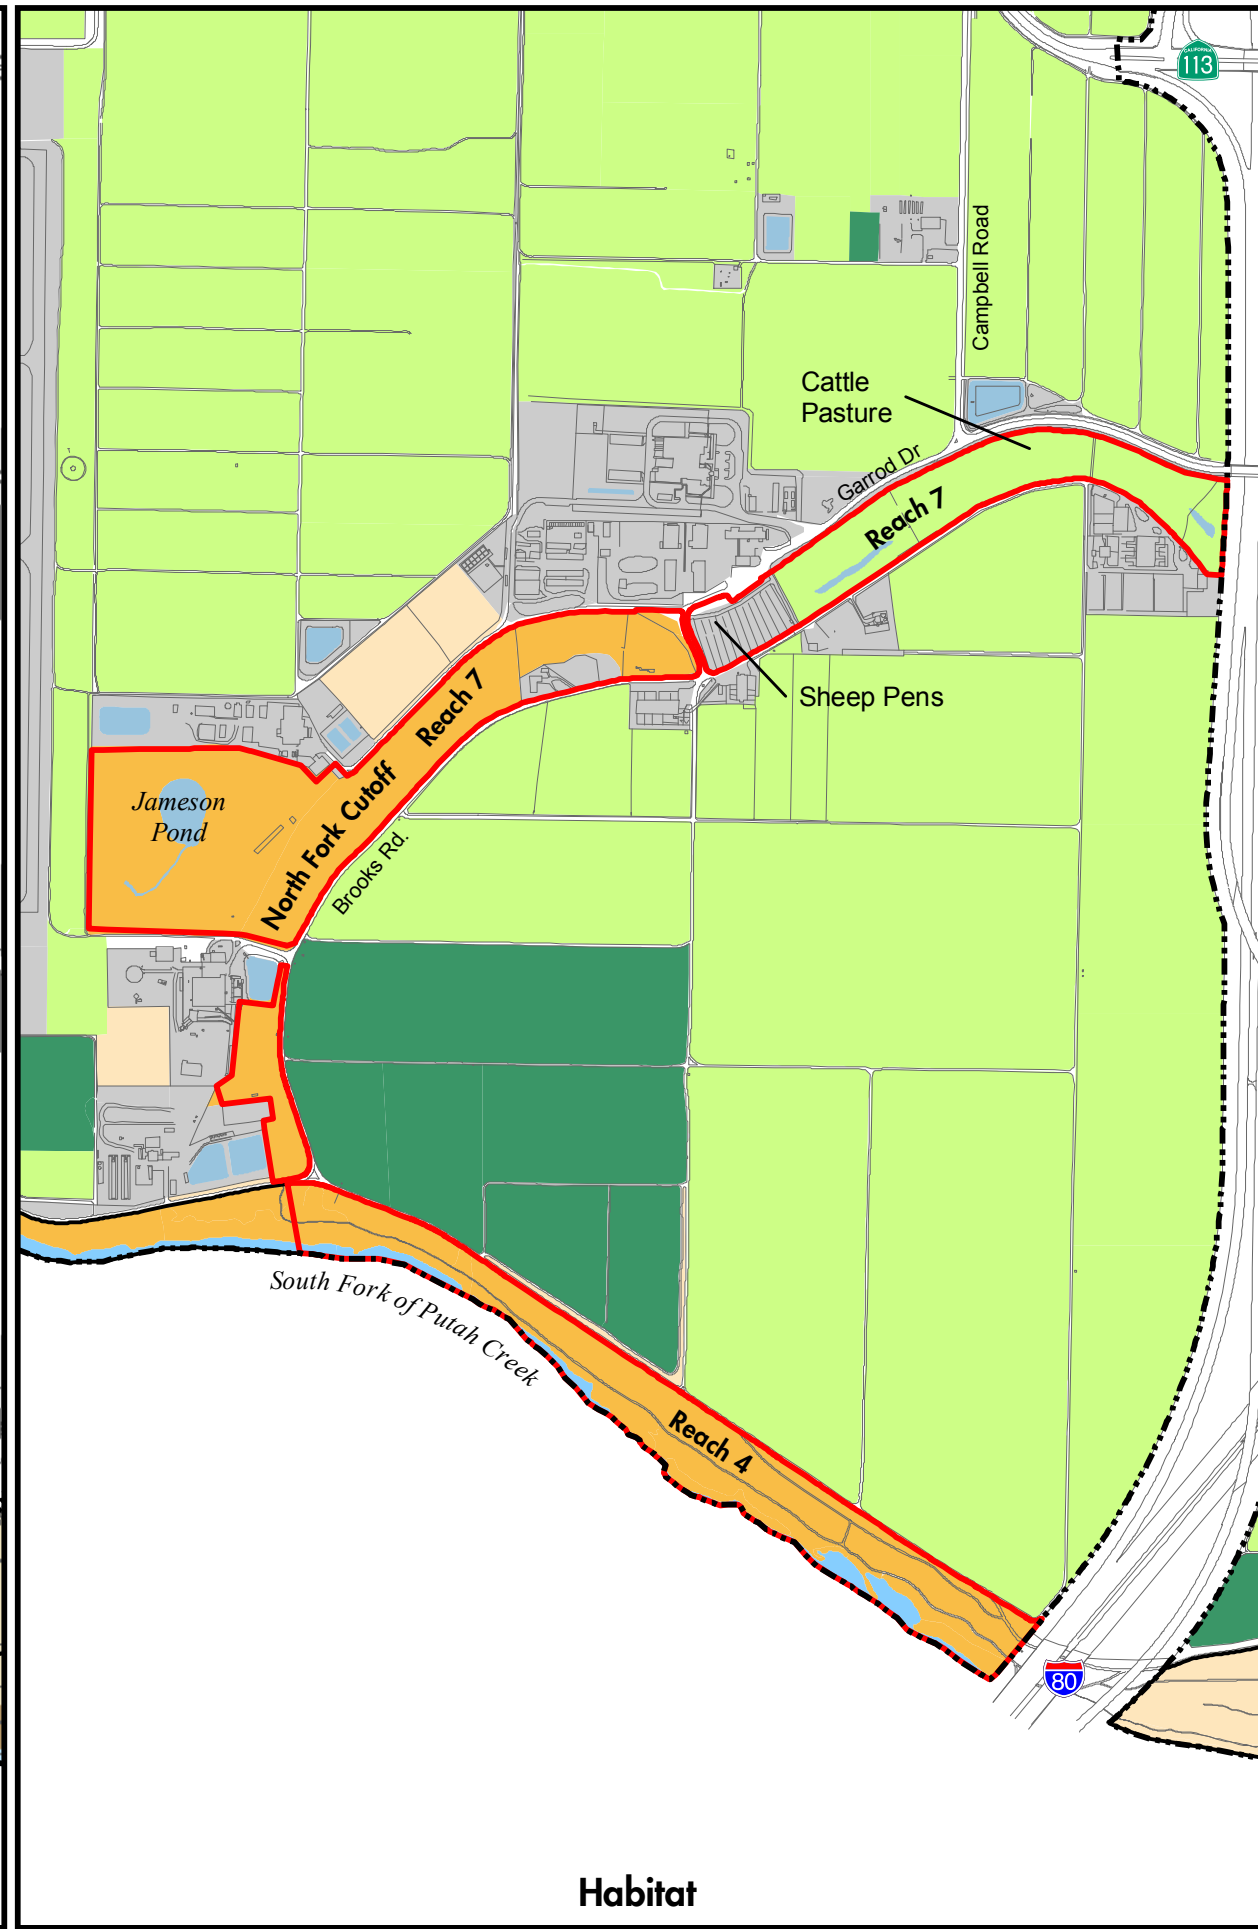 CALIFORNIA
113
Campbell Road
Cattle
Pasture
Garrod Dr
Reach 7
Sheep Pens
Reach 7
North Fork Cutoff
Jameson
Pond
Brooks Rd.
South Fork of Putah Creek
Reach 4
80
Habitat